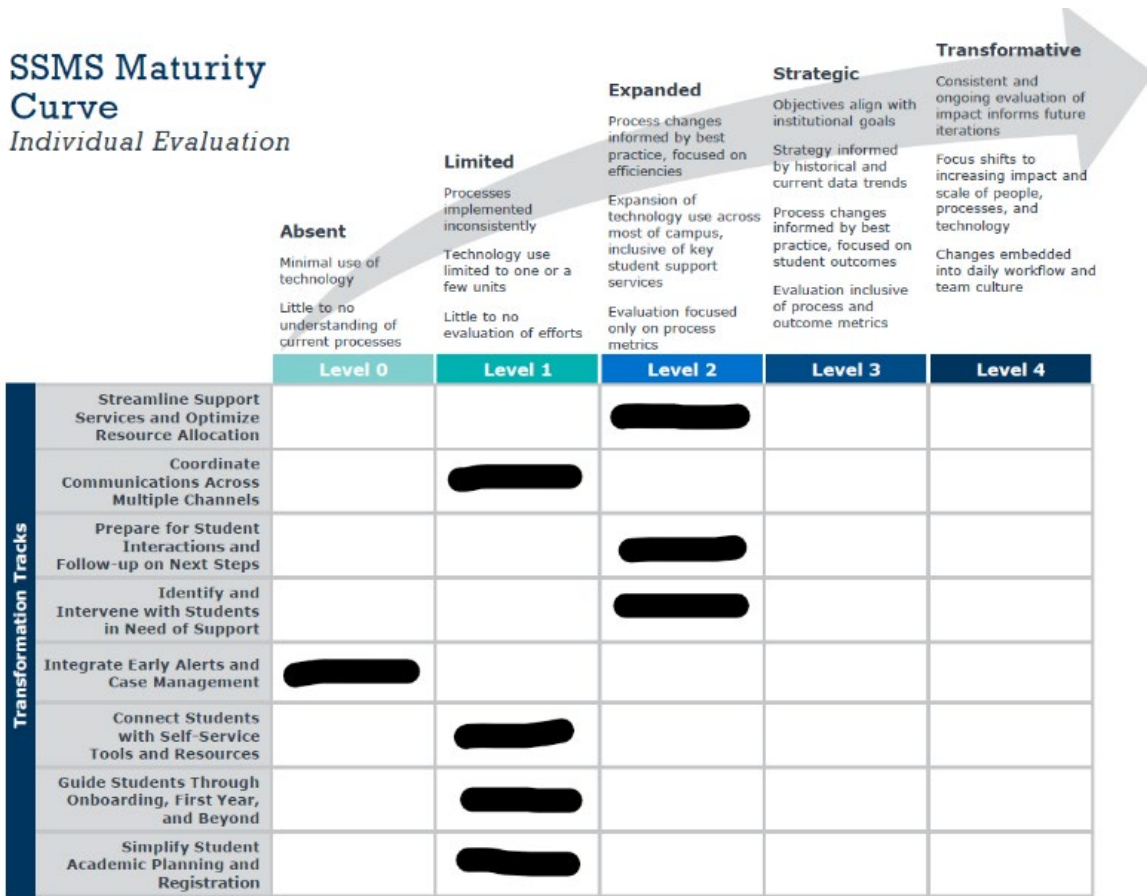 SSMS Maturity
Curve
Individual Evaluation
Absent
Minimal use of
technology
Little to no
understanding of
current processes
Limited
Processes
implemented
inconsistently
Technology use
limited to one or a
few units
Little to no
evaluation of efforts
Expanded
Process changes
informed by best
practice, focused on
efficiencies
Expansion of
technology use across
most of campus,
inclusive of key
student support
services
Evaluation focused
only on process
metrics
Strategic
Objectives align with
institutional goals
Strategy informed
by historical and
current data trends
Process changes
informed by best
practice, focused on
student outcomes
Evaluation inclusive
of process and
outcome metrics
Transformative
Consistent and
ongoing evaluation of
impact informs future
iterations
Focus shifts to
increasing impact and
scale of people,
processes, and
technology
Changes embedded
into daily workflow and
team culture
Level 0
Level 1
Level 2
Level 3
Level 4
Transformation Tracks
Streamline Support
Services and Optimize
Resource Allocation
Coordinate
Communications Across
Multiple Channels
Prepare for Student
Interactions and
Follow-up on Next Steps
Identify and
Intervene with Students
in Need of Support
Integrate Early Alerts and
Case Management
Connect Students
with Self-Service
Tools and Resources
Guide Students Through
Onboarding, First Year,
and Beyond
Simplify Student
Academic Planning and
Registration